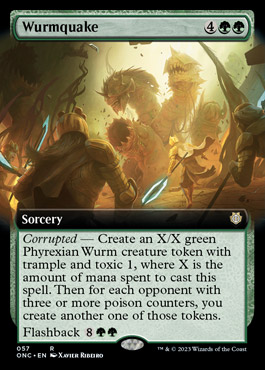 Wurmquake 4
Sorcery
Corrupted — Create an X/X green
Phyrexian Wurm creature token with
trample and toxic 1, where X is the
amount of mana spent to cast this
spell. Then for each opponent with
three or more poison counters, you
create another one of those tokens.
Flashback 8
057 R
ONC • EN Xavier Ribeiro ™ & © 2023 Wizards of the Coast